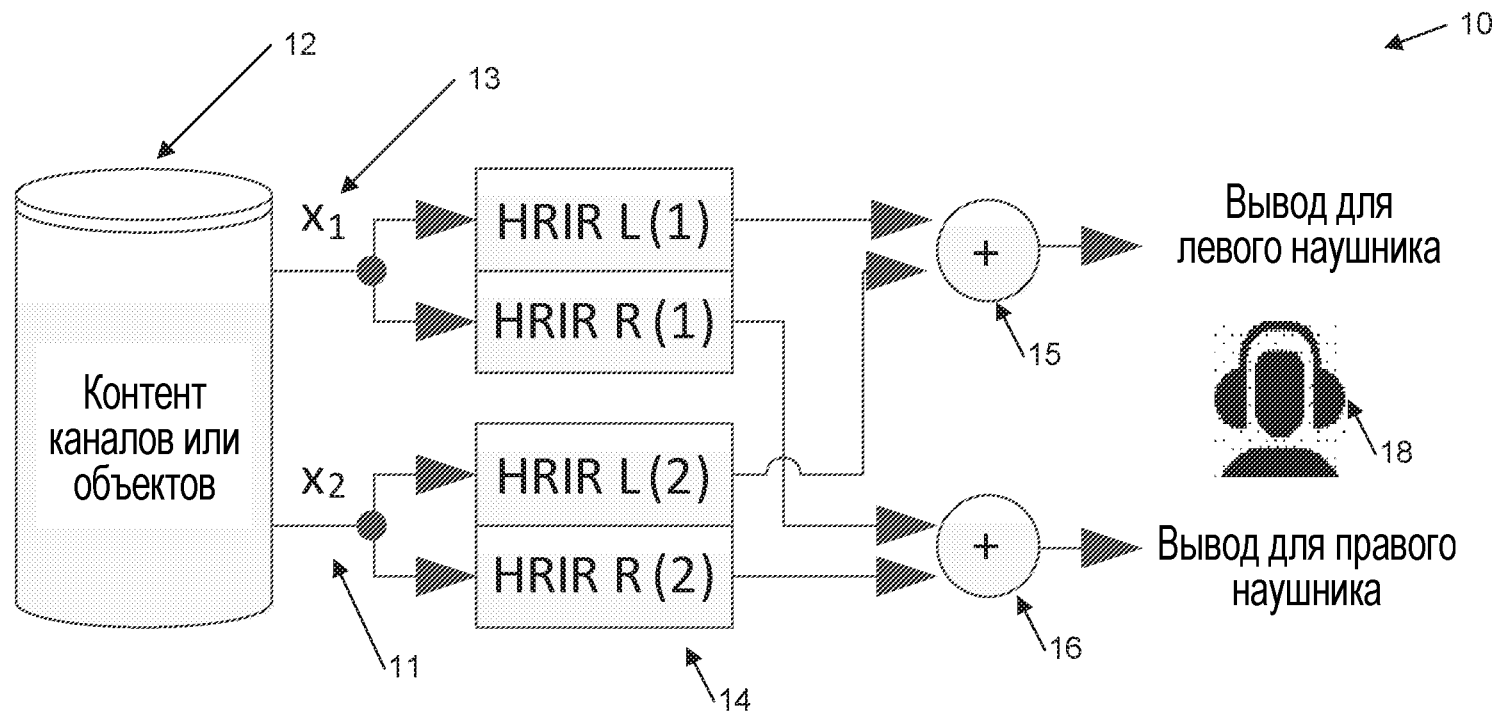 10
12
13
x1
HRIR L (1)
HRIR R (1)
+
15
Вывод для
левого наушника
Контент
каналов или
объектов
18
x2
11
HRIR L (2)
HRIR R (2)
14
+
16
Вывод для правого
наушника